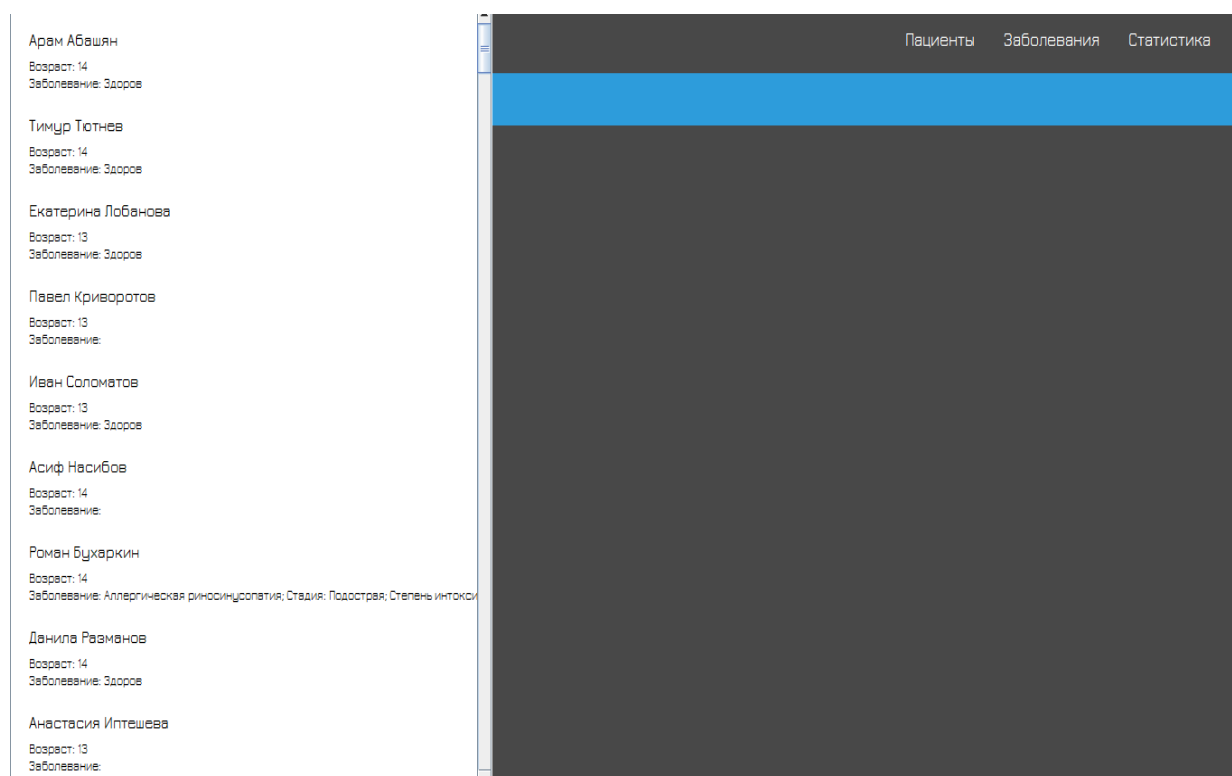 Арам Абашян
Возраст: 14
Заболевание: Здоров
Тимур Тютнев
Возраст: 14
Заболевание: Здоров
Екатерина Лобанова
Возраст: 13
Заболевание: Здоров
Павел Криворотов
Возраст: 13
Заболевание:
Иван Соломатов
Возраст: 13
Заболевание: Здоров
Асиф Насибов
Возраст: 14
Заболевание:
Роман Бухаркин
Возраст: 14
Заболевание: Аллергическая риносинусопатия; Стадия: Подострая; Степень интокси
Данила Разманов
Возраст: 14
Заболевание: Здоров
Анастасия Иптешева
Возраст: 13
Заболевание:
Пациенты Заболевания Статистика